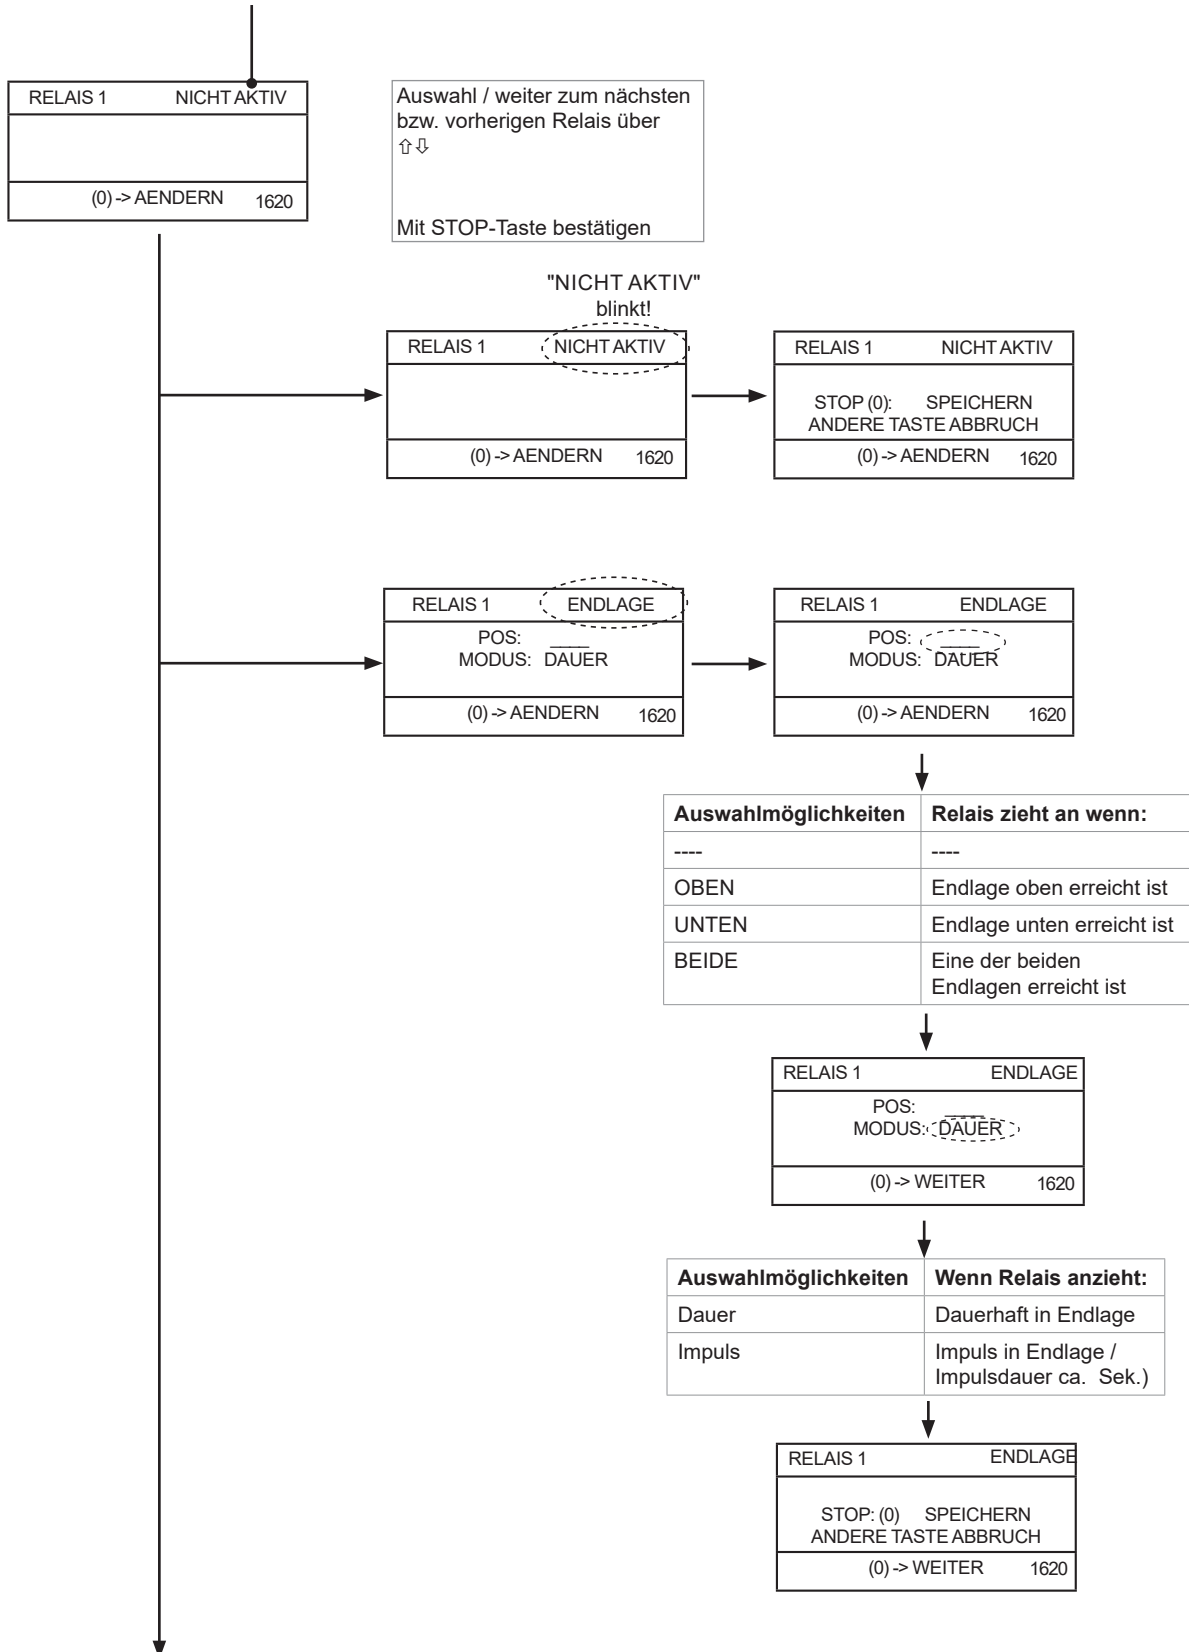 RELAIS 1 NICHT AKTIV
(0) -> AENDERN 1620
Auswahl / weiter zum nächsten
bzw. vorherigen Relais über
⇧⇩
Mit STOP-Taste bestätigen
"NICHT AKTIV"
blinkt!
RELAIS 1 NICHT AKTIV
(0) -> AENDERN 1620
RELAIS 1 NICHT AKTIV
STOP (0): SPEICHERN
ANDERE TASTE ABBRUCH
(0) -> AENDERN 1620
RELAIS 1 ENDLAGE
POS: ____
MODUS: DAUER
(0) -> AENDERN 1620
RELAIS 1 ENDLAGE
POS: ____
MODUS: DAUER
(0) -> AENDERN 1620
Auswahlmöglichkeiten Relais zieht an wenn:
---- ----
OBEN Endlage oben erreicht ist
UNTEN Endlage unten erreicht ist
BEIDE Eine der beiden
Endlagen erreicht ist
RELAIS 1 ENDLAGE
POS: ____
MODUS: DAUER
(0) -> WEITER 1620
Auswahlmöglichkeiten Wenn Relais anzieht:
Dauer Dauerhaft in Endlage
Impuls Impuls in Endlage /
Impulsdauer ca. Sek.)
RELAIS 1 ENDLAGE
STOP: (0) SPEICHERN
ANDERE TASTE ABBRUCH
(0) -> WEITER 1620